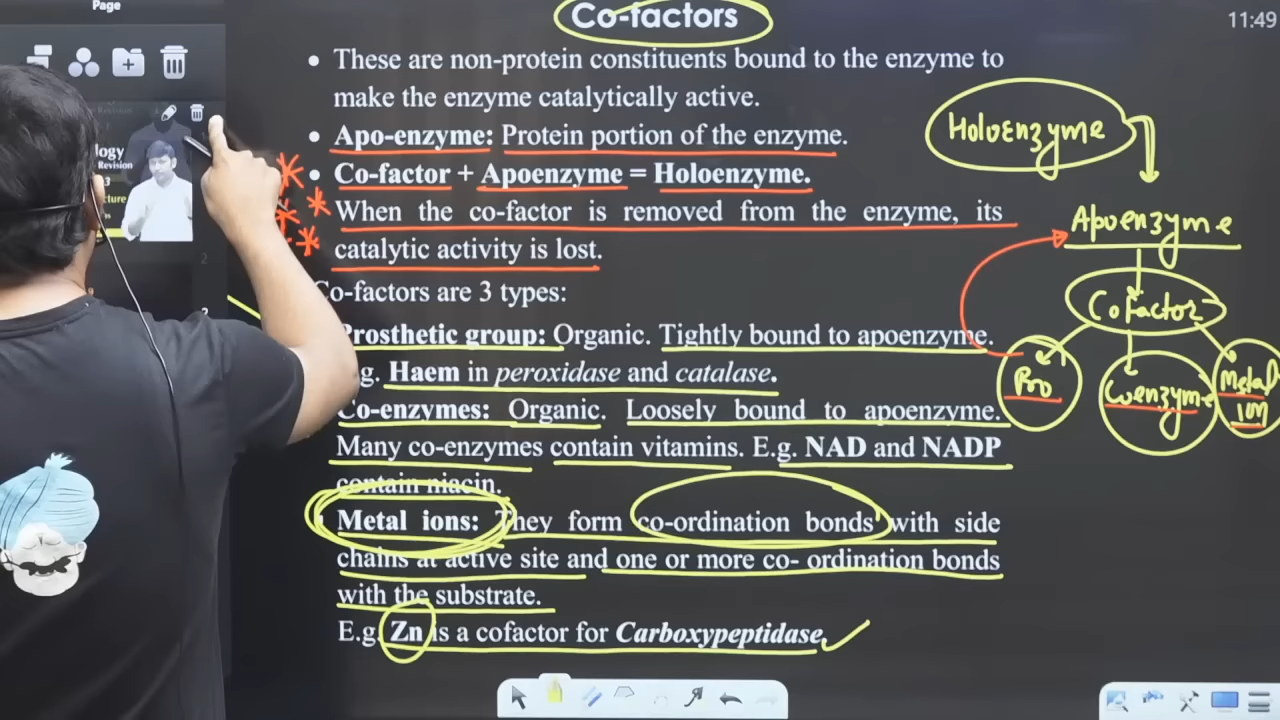 Page
11:49
Co-factors
• These are non-protein constituents bound to the enzyme to
make the enzyme catalytically active.
• Apo-enzyme: Protein portion of the enzyme.
• Co-factor + Apoenzyme = Holoenzyme.
When the co-factor is removed from the enzyme, its
catalytic activity is lost.
Co-factors are 3 types:
Prosthetic group: Organic. Tightly bound to apoenzyme.
E.g. Haem in peroxidase and catalase.
Co-enzymes: Organic. Loosely bound to apoenzyme.
Many co-enzymes contain vitamins. E.g. NAD and NADP
contain niacin.
Metal ions: They form co-ordination bonds with side
chains at active site and one or more co- ordination bonds
with the substrate.
E.g. Zn is a cofactor for Carboxypeptidase.
Holoenzyme
Apoenzyme
Cofactor
Pro
Coenzyme
Metal
ion
Revision
2
3